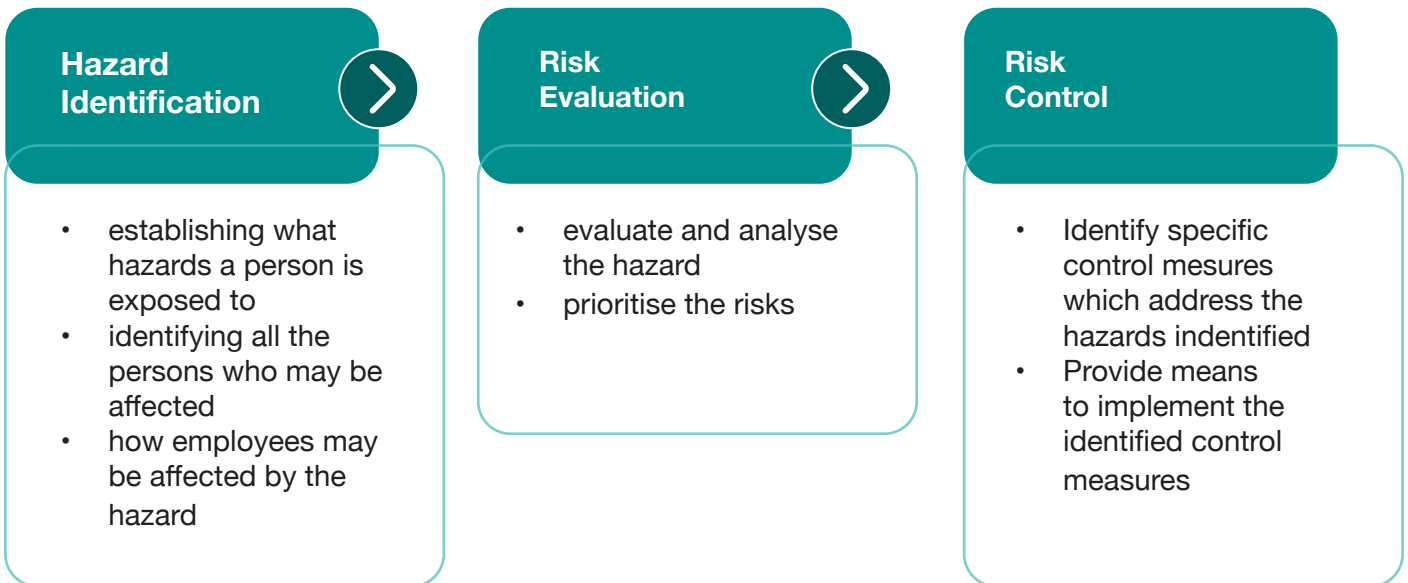 Hazard
Identification
• establishing what
hazards a person is
exposed to
• identifying all the
persons who may be
affected
• how employees may
be affected by the
hazard
Risk
Evaluation
• evaluate and analyse
the hazard
• prioritise the risks
Risk
Control
• Identify specific
control mesures
which address the
hazards indentified
• Provide means
to implement the
identified control
measures